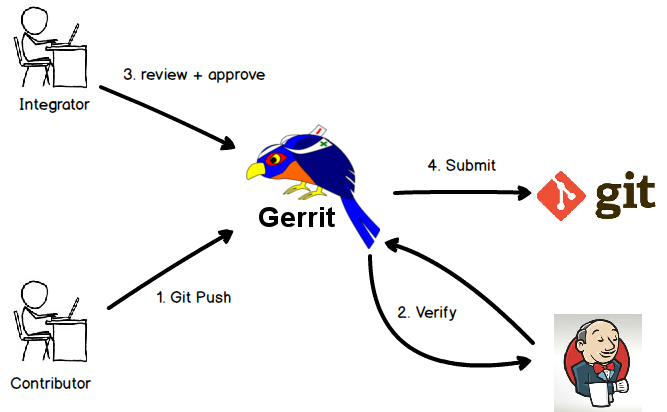 3. review + approve
Integrator
4. Submit
git
Gerrit
1. Git Push
2. Verify
Contributor